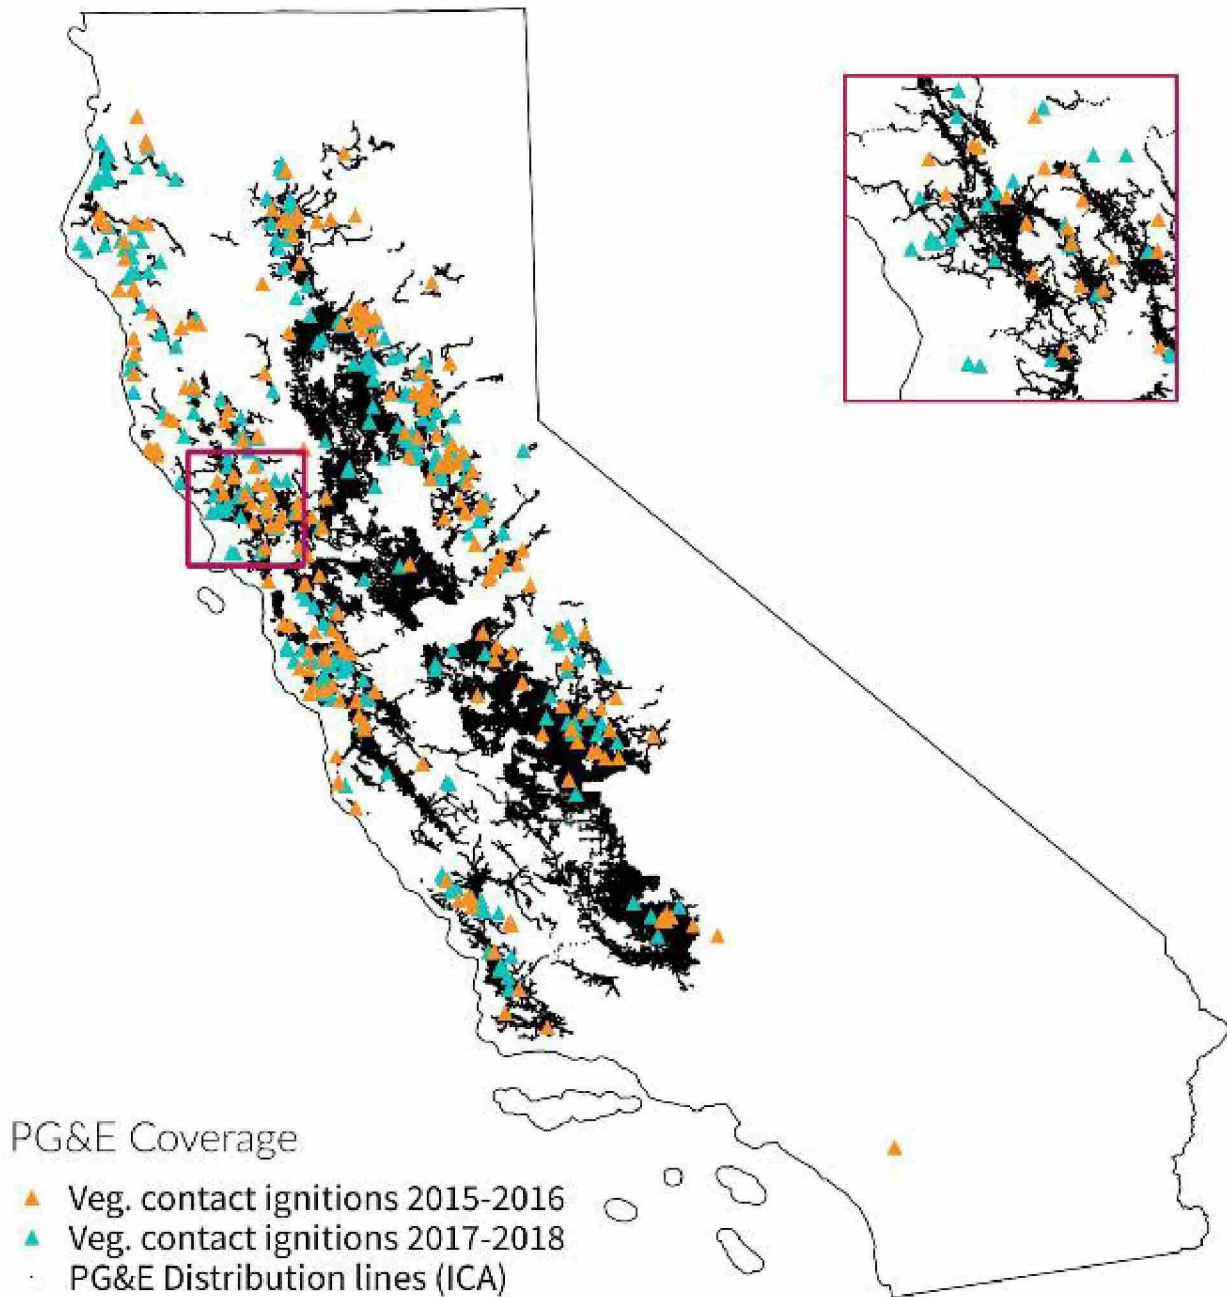 PG&E Coverage
Veg. contact ignitions 2015-2016
Veg. contact ignitions 2017-2018
PG&E Distribution lines (ICA)